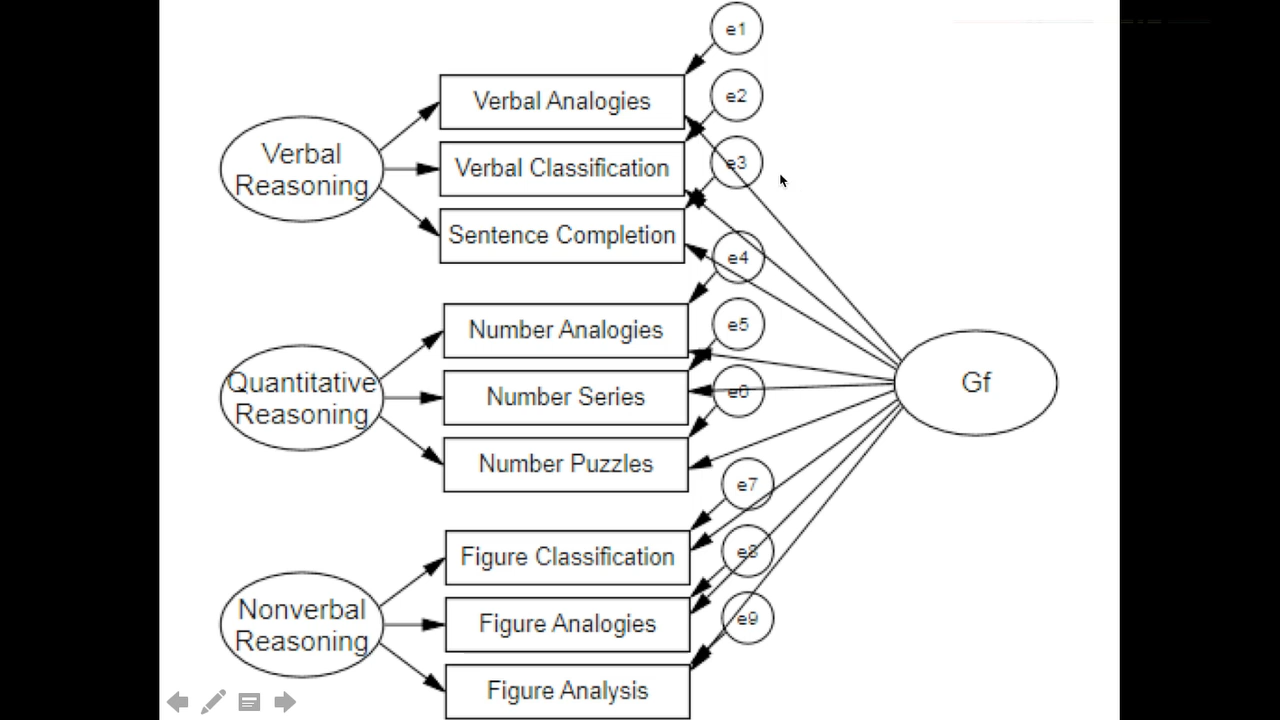 e1
Verbal Analogies
e2
Verbal
Reasoning
Verbal Classification
e3
Sentence Completion
e4
Number Analogies
e5
Quantitative
Reasoning
Number Series
e6
Gf
Number Puzzles
e7
Figure Classification
e8
Nonverbal
Reasoning
Figure Analogies
e9
Figure Analysis